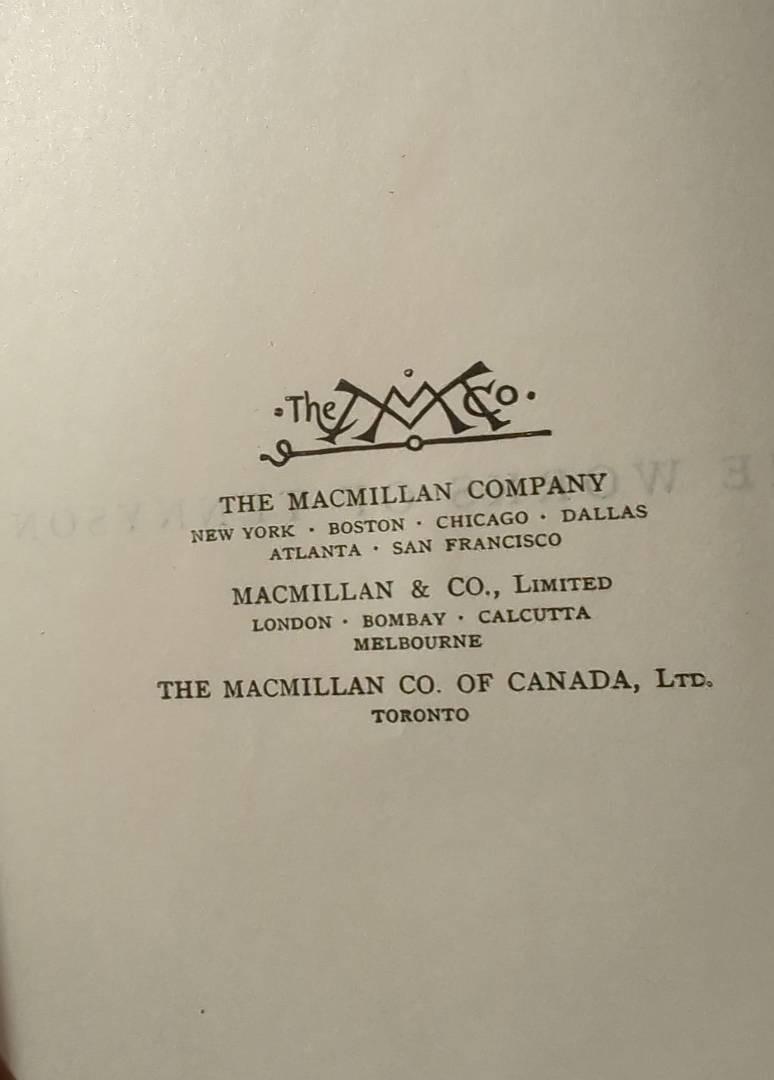 ·The MCo·
THE MACMILLAN COMPANY
NEW YORK · BOSTON · CHICAGO · DALLAS
ATLANTA · SAN FRANCISCO
MACMILLAN & CO., LIMITED
LONDON · BOMBAY · CALCUTTA
MELBOURNE
THE MACMILLAN CO. OF CANADA, LTD.
TORONTO